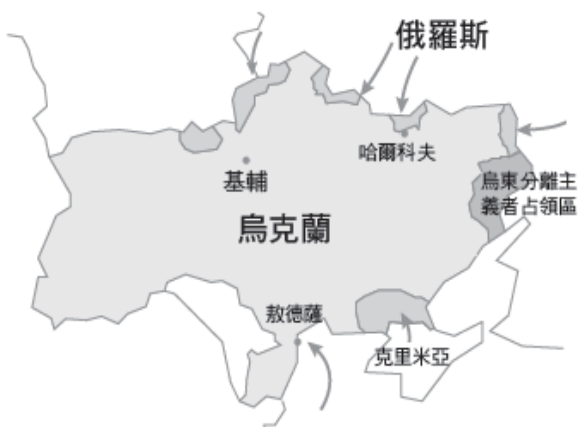 俄羅斯
哈爾科夫
基輔
烏東分離主
義者占領區
烏克蘭
敖德薩
克里米亞